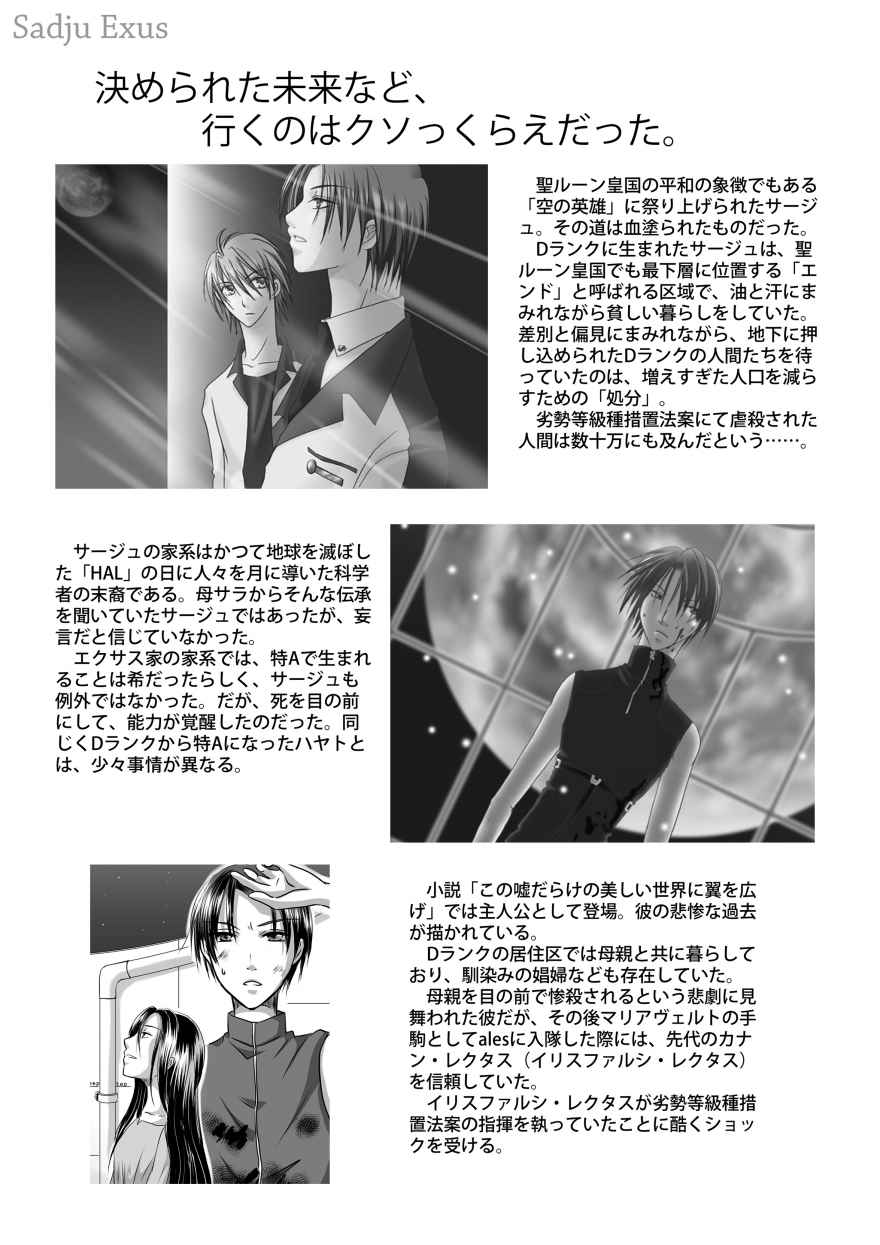 Sadju Exus
決められた未来など、
行くのはクソっくらえだった。
聖ルーン皇国の平和の象徴でもある
「空の英雄」に祭り上げられたサージ
ュ。その道は血塗られたものだった。
Dランクに生まれたサージュは、聖
ルーン皇国でも最下層に位置する「エ
ンド」と呼ばれる区域で、油と汗にま
みれながら貧しい暮らしをしていた。
差別と偏見にまみれながら、地下に押
し込められたDランクの人間たちを待
っていたのは、増えすぎた人口を減ら
すための「処分」。
劣勢等級種措置法案にて虐殺された
人間は数十万にも及んだという……。
サージュの家系はかつて地球を滅ぼし
た「HAL」の日に人々を月に導いた科学
者の末裔である。母サラからそんな伝承
を聞いていたサージュではあったが、妄
言だと信じていなかった。
エクサス家の家系では、特Aで生まれ
ることは希だったらしく、サージュも
例外ではなかった。だが、死を目の前
にして、能力が覚醒したのだった。同
じくDランクから特Aになったハヤトと
は、少々事情が異なる。
小説「この嘘だらけの美しい世界に翼を広
げ」では主人公として登場。彼の悲惨な過去
が描かれている。
Dランクの居住区では母親と共に暮らして
おり、馴染みの娼婦なども存在していた。
母親を目の前で惨殺されるという悲劇に見
舞われた彼だが、その後マリアヴェルトの手
駒としてalesに入隊した際には、先代のカナ
ン・レクタス（イリスファルシ・レクタス）
を信頼していた。
イリスファルシ・レクタスが劣勢等級種措
置法案の指揮を執っていたことに酷くショッ
クを受ける。